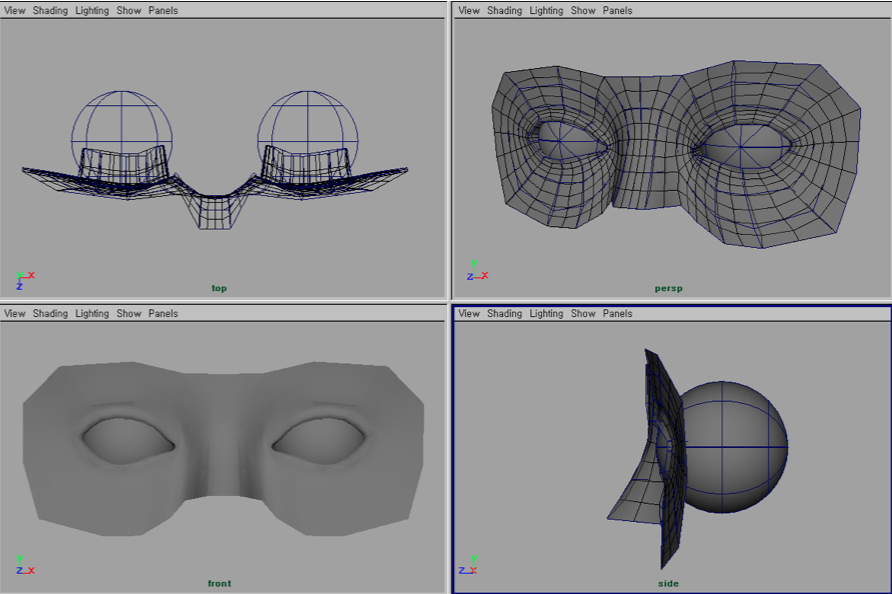 View Shading Lighting Show Panels
y x
z
top
View Shading Lighting Show Panels
y
z x
persp
View Shading Lighting Show Panels
y
z x
front
View Shading Lighting Show Panels
y
z x
side